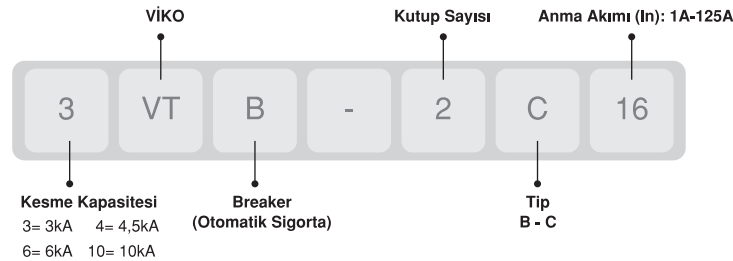 VİKO
Kutup Sayısı
Anma Akımı (In): 1A-125A
3 VT B - 2 C 16
Kesme Kapasitesi
3= 3kA 4= 4,5kA
6= 6kA 10= 10kA
Breaker
(Otomatik Sigorta)
Tip
B - C